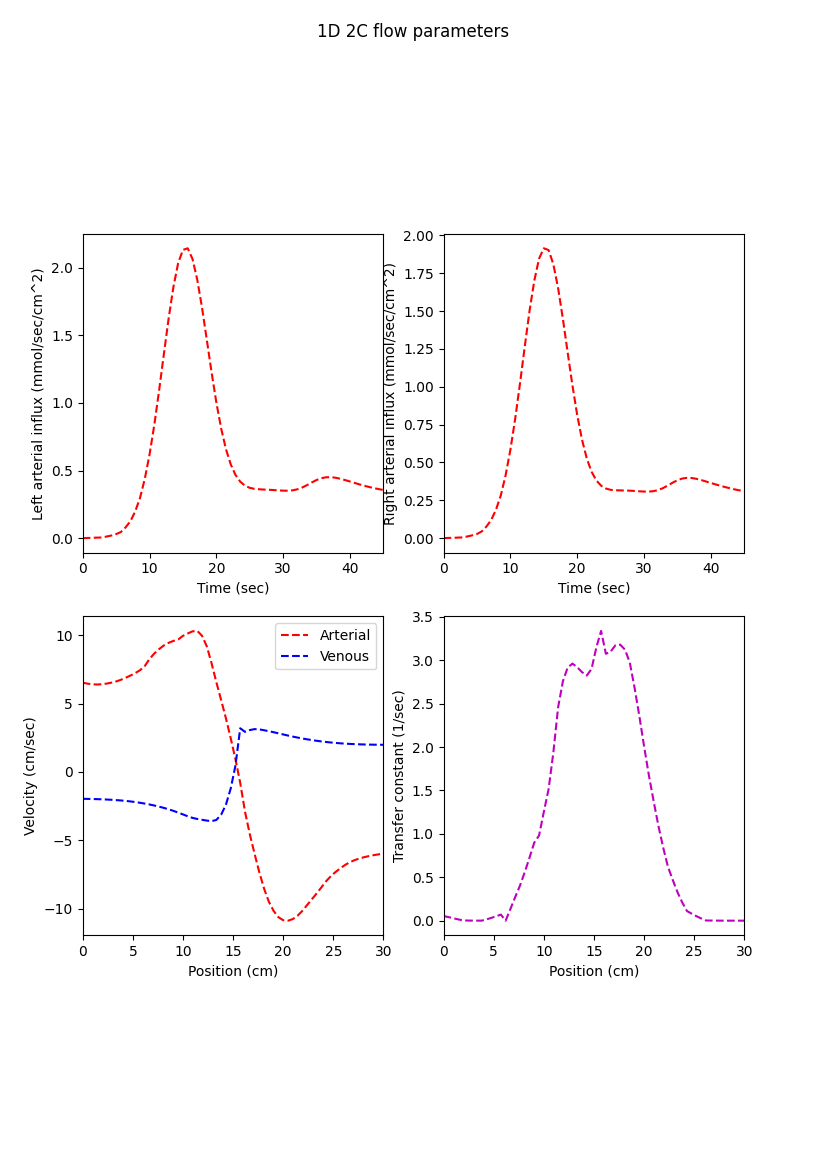 1D 2C flow parameters
Left arterial influx (mmol/sec/cm^2)
2.0
1.5
1.0
0.5
0.0
0 10 20 30 40
Time (sec)
Right arterial influx (mmol/sec/cm^2)
2.00
1.75
1.50
1.25
1.00
0.75
0.50
0.25
0.00
0 10 20 30 40
Time (sec)
Velocity (cm/sec)
10
5
0
−5
−10
Arterial
Venous
0 5 10 15 20 25 30
Position (cm)
Transfer constant (1/sec)
3.5
3.0
2.5
2.0
1.5
1.0
0.5
0.0
0 5 10 15 20 25 30
Position (cm)